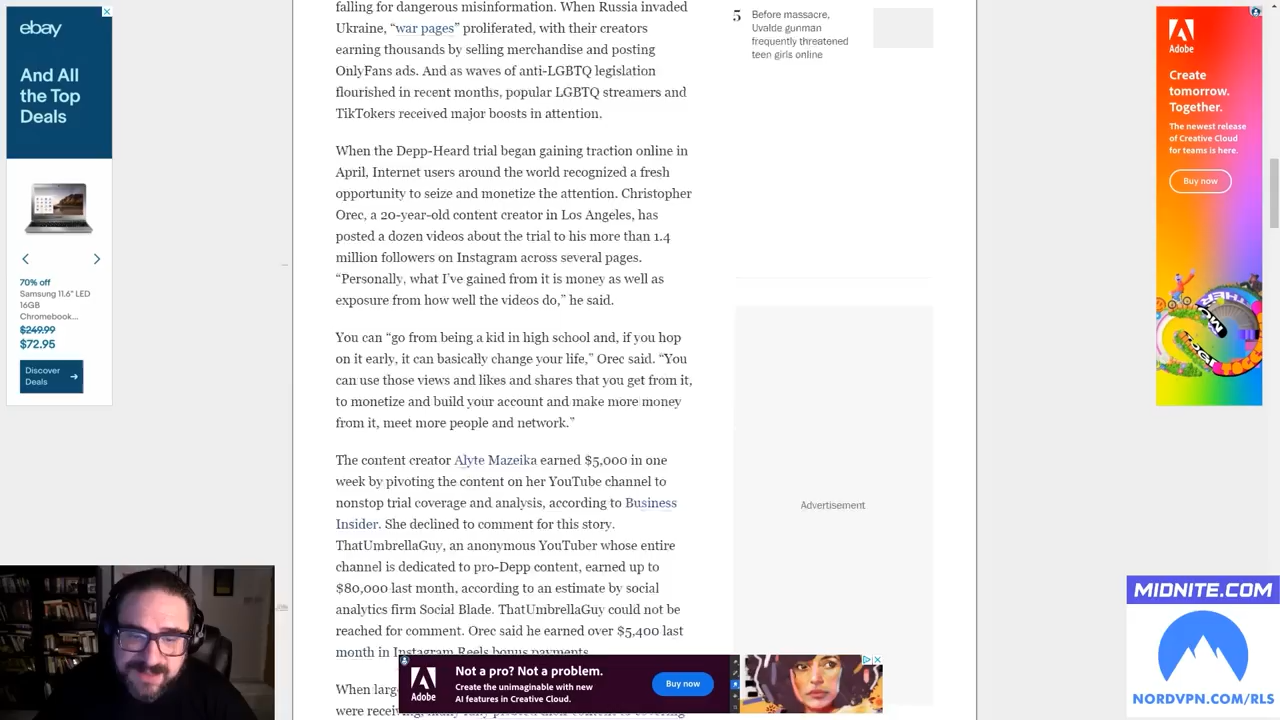 ebay
And All
the Top
Deals
70% off
Samsung 11.6" LED
16GB
Chromebook...
$249.99
$72.95
Discover
Deals
falling for dangerous misinformation. When Russia invaded
Ukraine, “war pages” proliferated, with their creators
earning thousands by selling merchandise and posting
OnlyFans ads. And as waves of anti-LGBTQ legislation
flourished in recent months, popular LGBTQ streamers and
TikTokers received major boosts in attention.
When the Depp-Heard trial began gaining traction online in
April, Internet users around the world recognized a fresh
opportunity to seize and monetize the attention. Christopher
Orec, a 20-year-old content creator in Los Angeles, has
posted a dozen videos about the trial to his more than 1.4
million followers on Instagram across several pages.
“Personally, what I’ve gained from it is money as well as
exposure from how well the videos do,” he said.
You can “go from being a kid in high school and, if you hop
on it early, it can basically change your life,” Orec said. “You
can use those views and likes and shares that you get from it,
to monetize and build your account and make more money
from it, meet more people and network.”
The content creator Alyte Mazeika earned $5,000 in one
week by pivoting the content on her YouTube channel to
nonstop trial coverage and analysis, according to Business
Insider. She declined to comment for this story.
ThatUmbrellaGuy, an anonymous YouTuber whose entire
channel is dedicated to pro-Depp content, earned up to
$80,000 last month, according to an estimate by social
analytics firm Social Blade. ThatUmbrellaGuy could not be
reached for comment. Orec said he earned over $5,400 last
month in Instagram Reels bonus payments.
When larg
were receiving,
5
Before massacre,
Uvalde gunman
frequently threatened
teen girls online
Advertisement
Adobe
Not a pro? Not a problem.
Create the unimaginable with new
AI features in Creative Cloud.
Buy now
Adobe
Create
tomorrow.
Together.
The newest release
of Creative Cloud
for teams is here.
Buy now
MIDNITE.COM
NORDVPN.COM/RLS